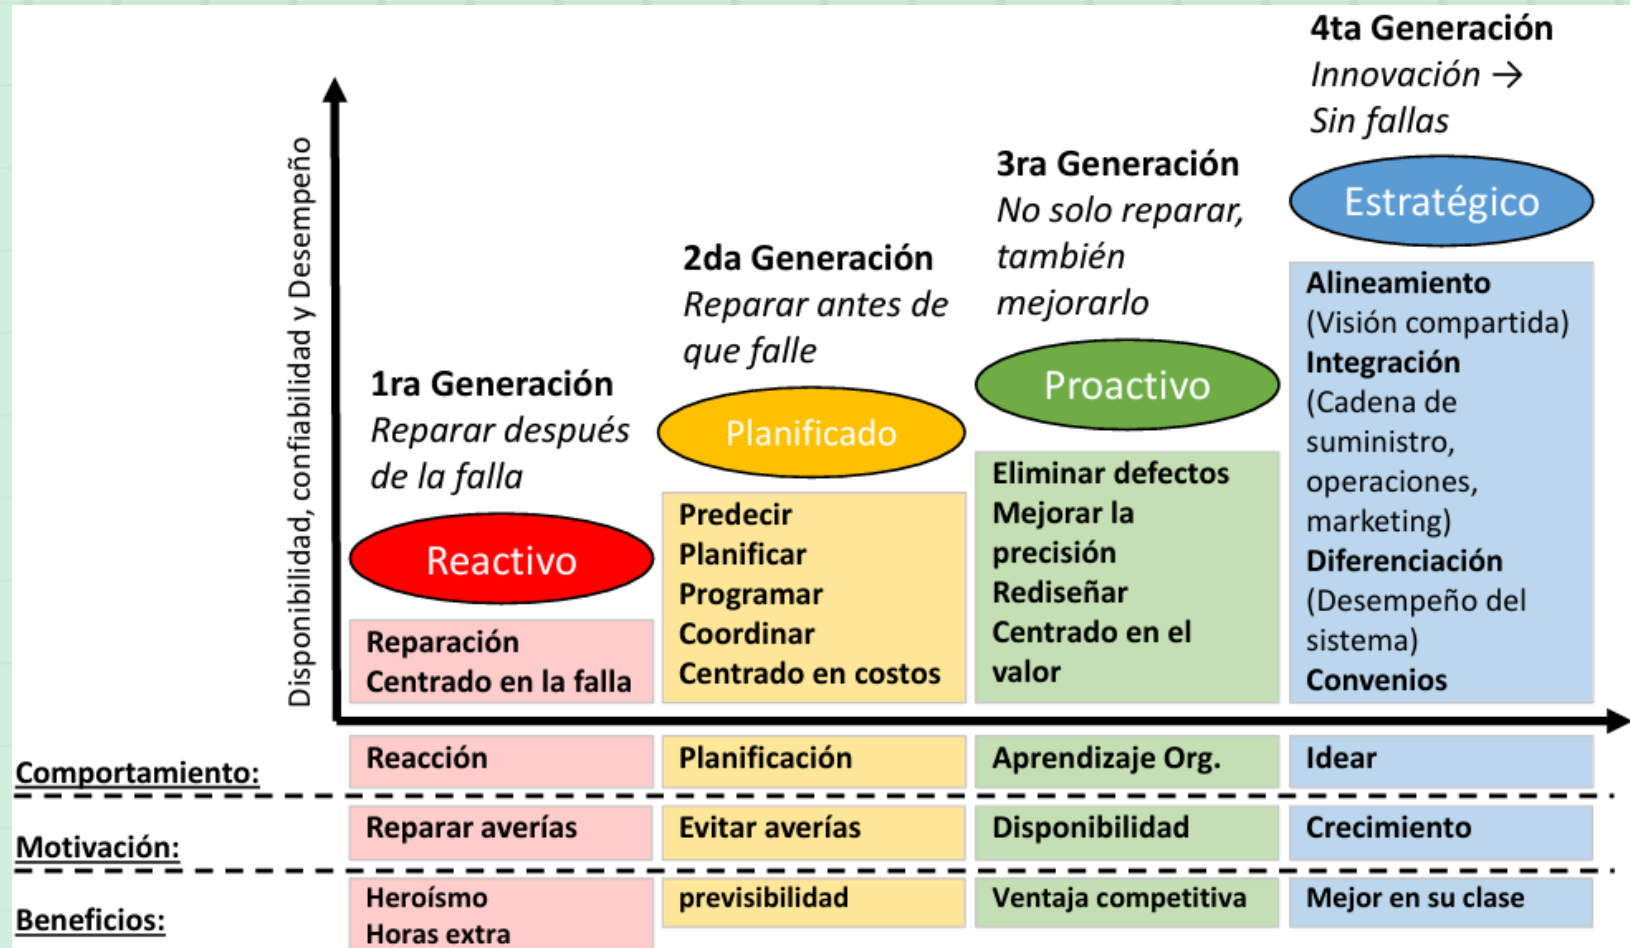 4ta Generación
Innovación →
Sin fallas
Estratégico
Alineamiento
(Visión compartida)
Integración
(Cadena de
suministro,
operaciones,
marketing)
Diferenciación
(Desempeño del
sistema)
Convenios
3ra Generación
No solo reparar,
también
mejorarlo
Proactivo
Eliminar defectos
Mejorar la
precisión
Rediseñar
Centrado en el
valor
2da Generación
Reparar antes de
que falle
Planificado
Predecir
Planificar
Programar
Coordinar
Centrado en costos
1ra Generación
Reparar después
de la falla
Reactivo
Reparación
Centrado en la falla
Disponibilidad, confiabilidad y Desempeño
Comportamiento:
Reacción
Planificación
Aprendizaje Org.
Idear
Motivación:
Reparar averías
Evitar averías
Disponibilidad
Crecimiento
Beneficios:
Heroísmo
Horas extra
previsibilidad
Ventaja competitiva
Mejor en su clase